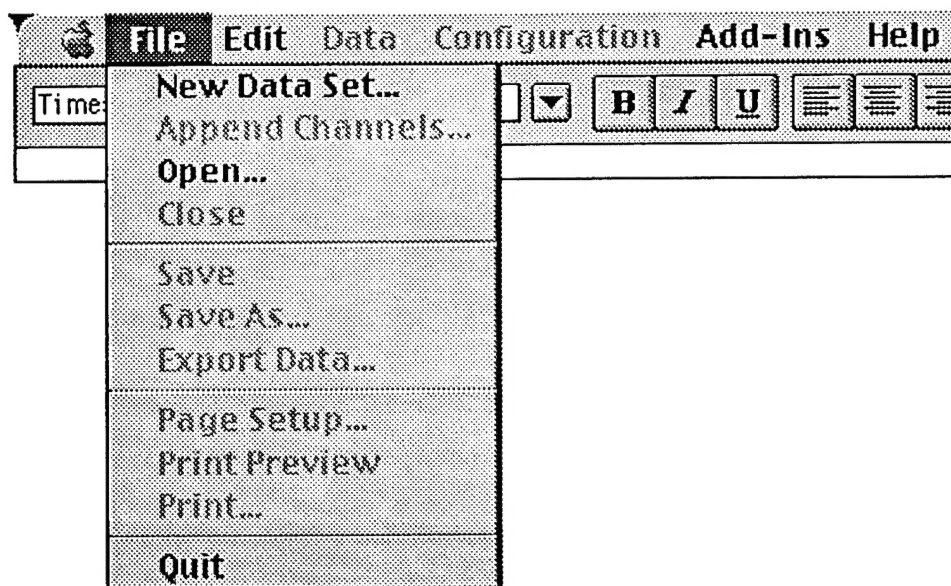 File Edit Data Configuration Add-Ins Help
Time B I U
New Data Set...
Append Channels...
Open...
Close
Save
Save As...
Export Data...
Page Setup...
Print Preview
Print...
Quit